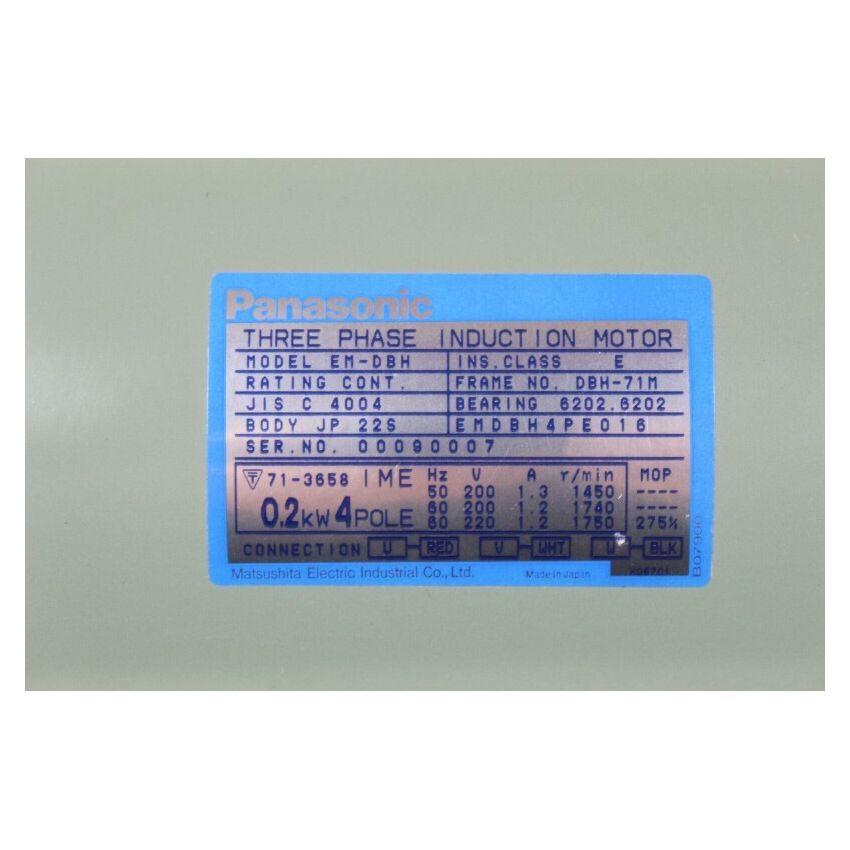 Panasonic
THREE PHASE INDUCTION MOTOR
MODEL EM-DBH INS.CLASS E
RATING CONT. FRAME NO. DBH-71M
JIS C 4004 BEARING 6202.6202
BODY JP 22S EMDBH4PE016
SER.NO. 00090007
71-3658 IME Hz V A r/min MOP
50 200 1.3 1450 ----
0.2kW 4POLE 60 200 1.2 1740 ----
60 220 1.2 1750 275%
CONNECTION U RED V WHT W BLK
Matsushita Electric Industrial Co., Ltd. Made in Japan